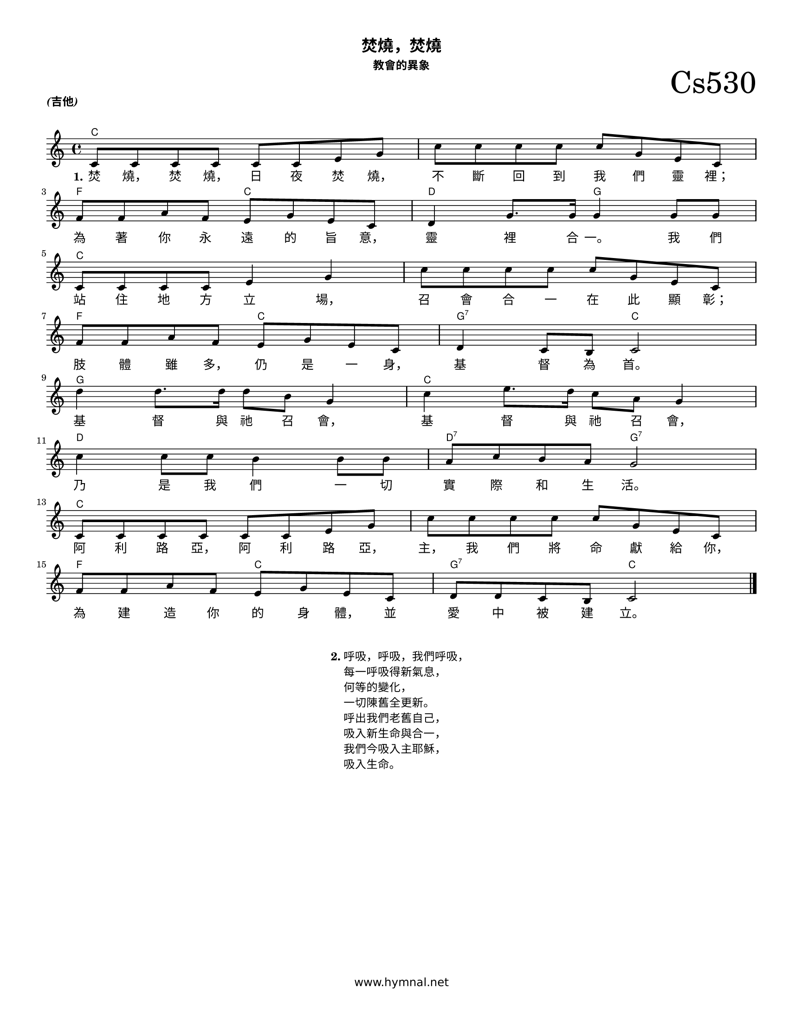 焚燒，焚燒
教會的異象
Cs530
(吉他)
C
1. 焚 燒， 焚 燒， 日 夜 焚 燒， 不 斷 回 到 我 們 靈 裡；
3 F C D G
為 著 你 永 遠 的 旨 意， 靈 裡 合 一。 我 們
5 C
站 住 地 方 立 場， 召 會 合 一 在 此 顯 彰；
7 F C G7 C
肢 體 雖 多， 仍 是 一 身， 基 督 為 首。
9 G C
基 督 與 祂 召 會， 基 督 與 祂 召 會，
11 D D7 G7
乃 是 我 們 一 切 實 際 和 生 活。
13 C
阿 利 路 亞， 阿 利 路 亞， 主， 我 們 將 命 獻 給 你，
15 F C G7 C
為 建 造 你 的 身 體， 並 愛 中 被 建 立。
2. 呼吸，呼吸，我們呼吸，
每一呼吸得新氣息，
何等的變化，
一切陳舊全更新。
呼出我們老舊自己，
吸入新生命與合一，
我們今吸入主耶穌，
吸入生命。
www.hymnal.net